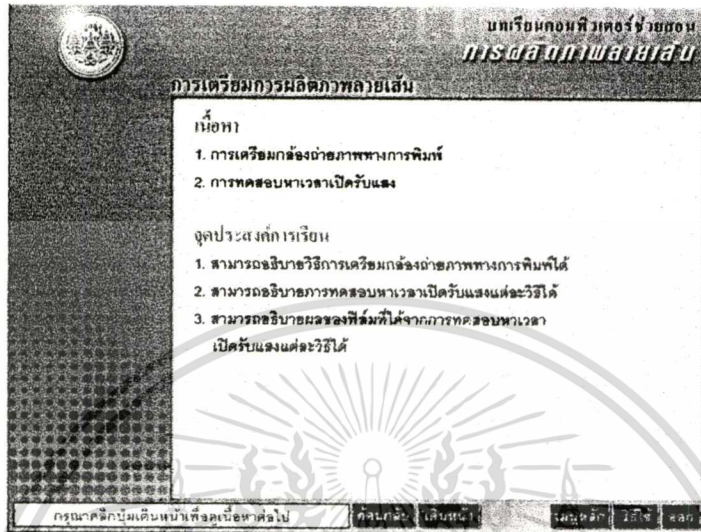 บทเรียนคอมพิวเตอร์ช่วยสอน
การผลิตภาพลายเส้น
การเตรียมการผลิตภาพลายเส้น
เนื้อหา
1. การเตรียมกล้องถ่ายภาพทางการพิมพ์
2. การทดสอบหาเวลาเปิดรับแสง
จุดประสงค์การเรียน
1. สามารถอธิบายวิธีการเตรียมกล้องถ่ายภาพทางการพิมพ์ได้
2. สามารถอธิบายการทดสอบหาเวลาเปิดรับแสงแต่ละวิธีได้
3. สามารถอธิบายผลของฟิล์มที่ได้จากการทดสอบหาเวลา
เปิดรับแสงแต่ละวิธีได้
กรุณาคลิกปุ่มเดินหน้าเพื่อดูเนื้อหาต่อไป ย้อนกลับ เดินหน้า เมนูหลัก วิธีใช้ ออก